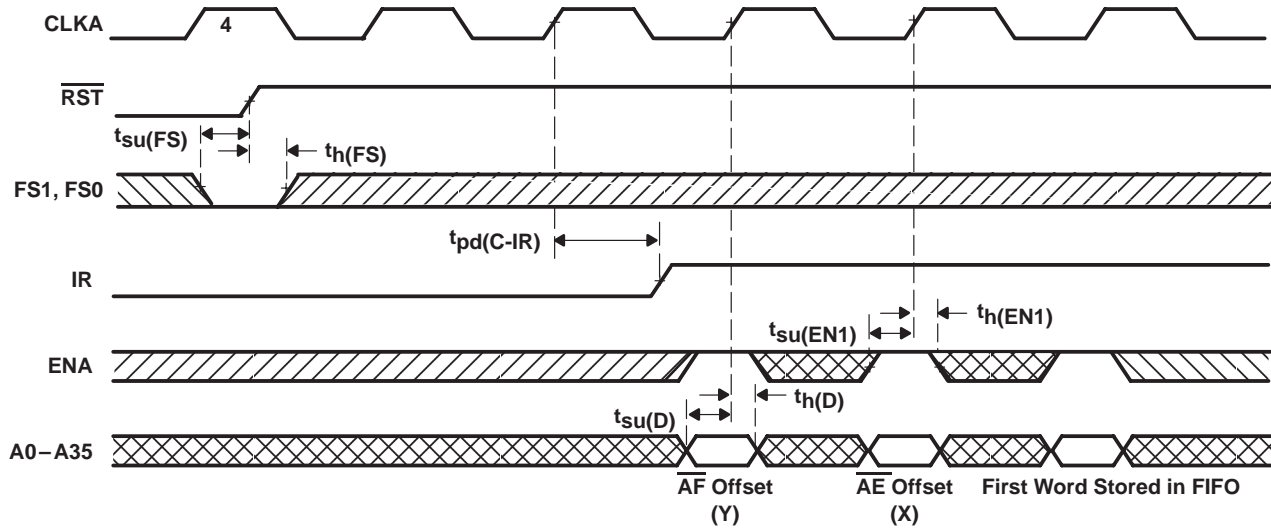 CLKA
4
RST
tsu(FS)
th(FS)
FS1, FS0
tpd(C-IR)
IR
tsu(EN1)
th(EN1)
ENA
tsu(D)
th(D)
A0–A35
AF Offset
(Y)
AE Offset
(X)
First Word Stored in FIFO